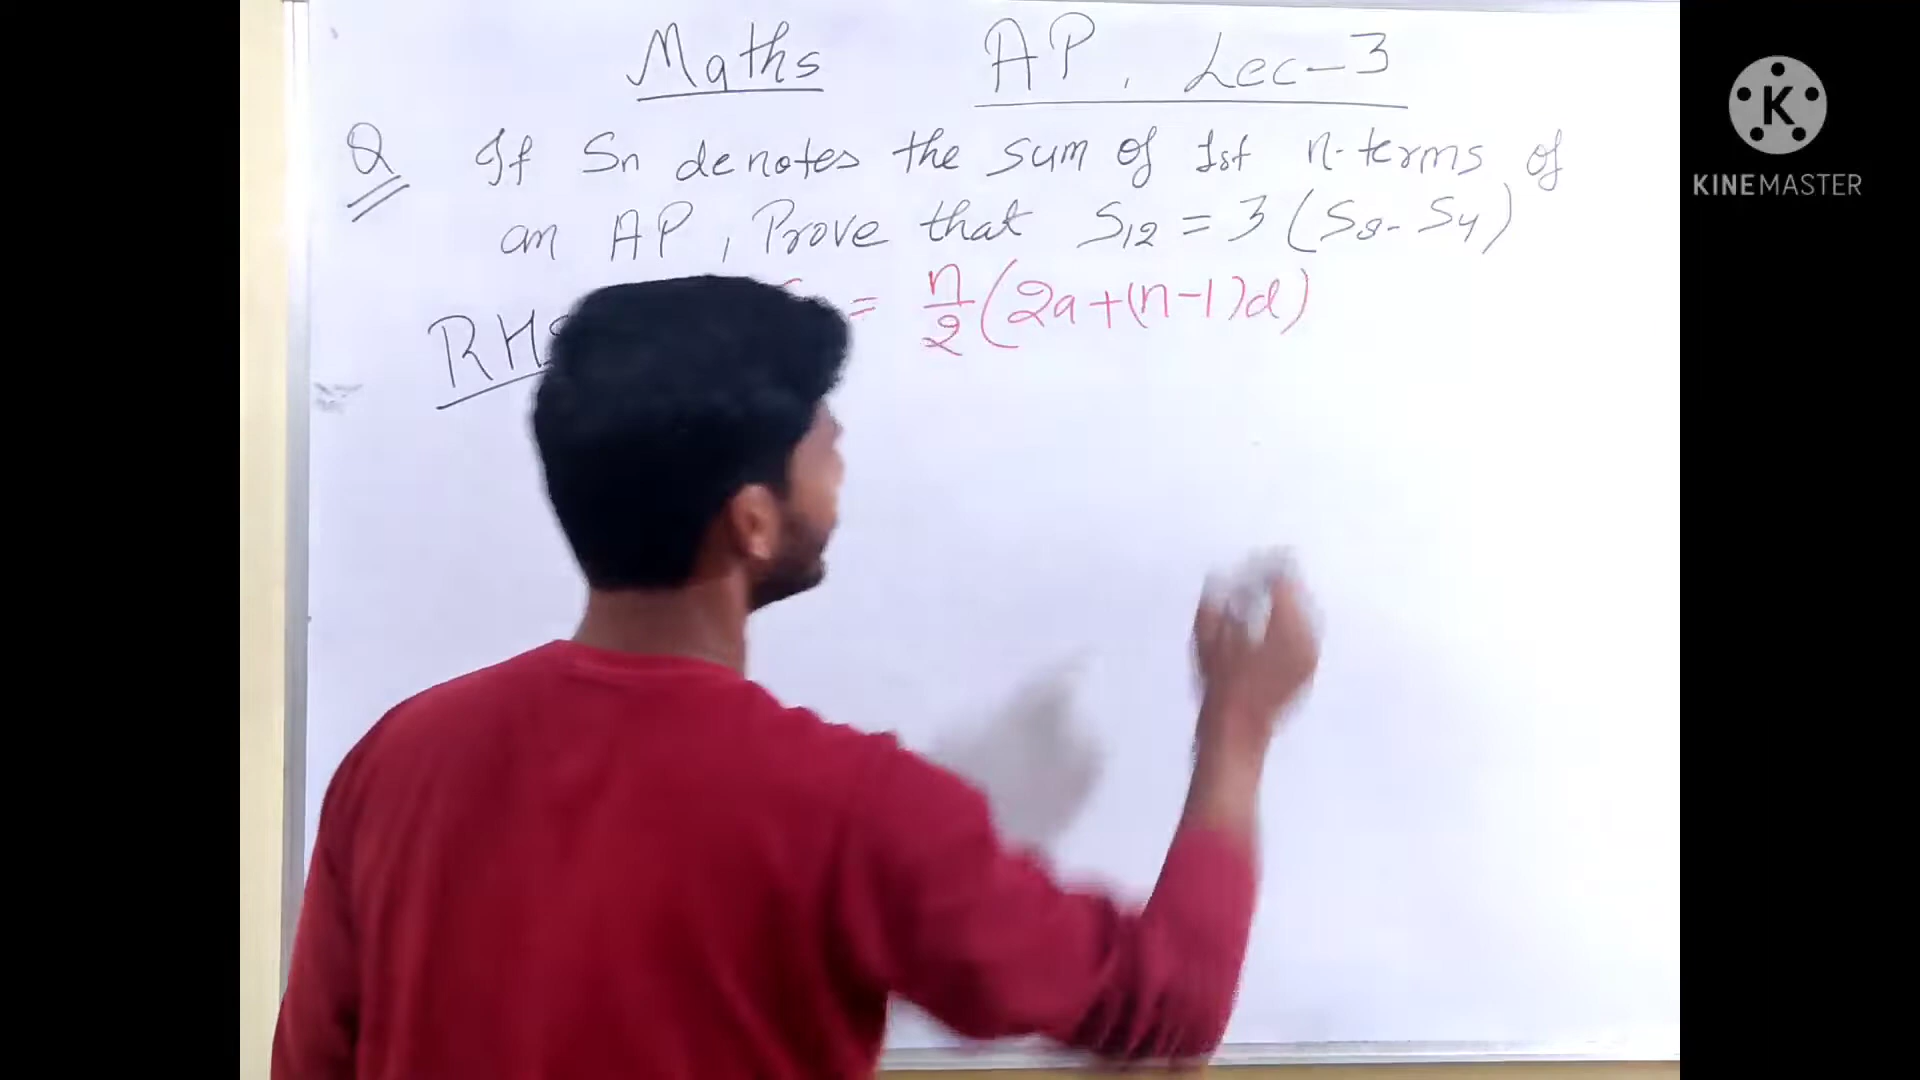 Maths AP, Lec-3
Q If Sn denotes the sum of 1st n-terms of
an AP, Prove that S12 = 3(S8-S4)
= n/2 (2a+(n-1)d)
RHS
K
KINEMASTER